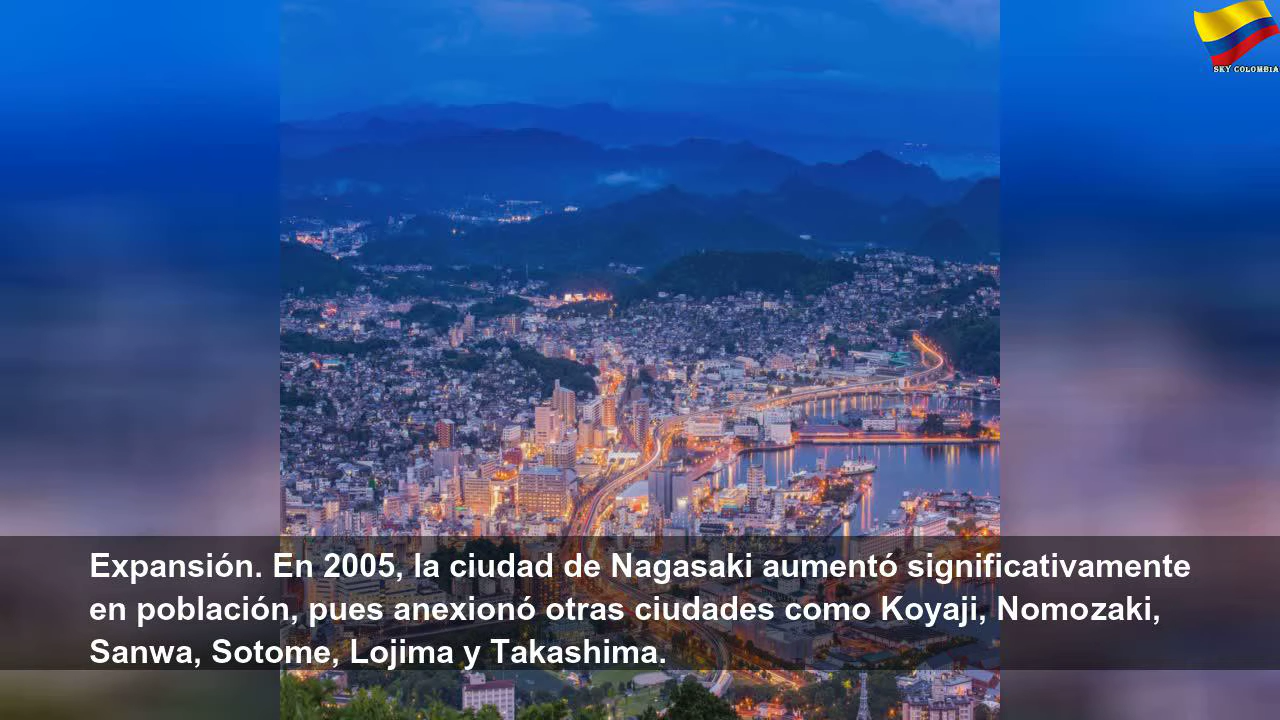 SKY COLOMBIA
Expansión. En 2005, la ciudad de Nagasaki aumentó significativamente
en población, pues anexionó otras ciudades como Koyaji, Nomozaki,
Sanwa, Sotome, Lojima y Takashima.